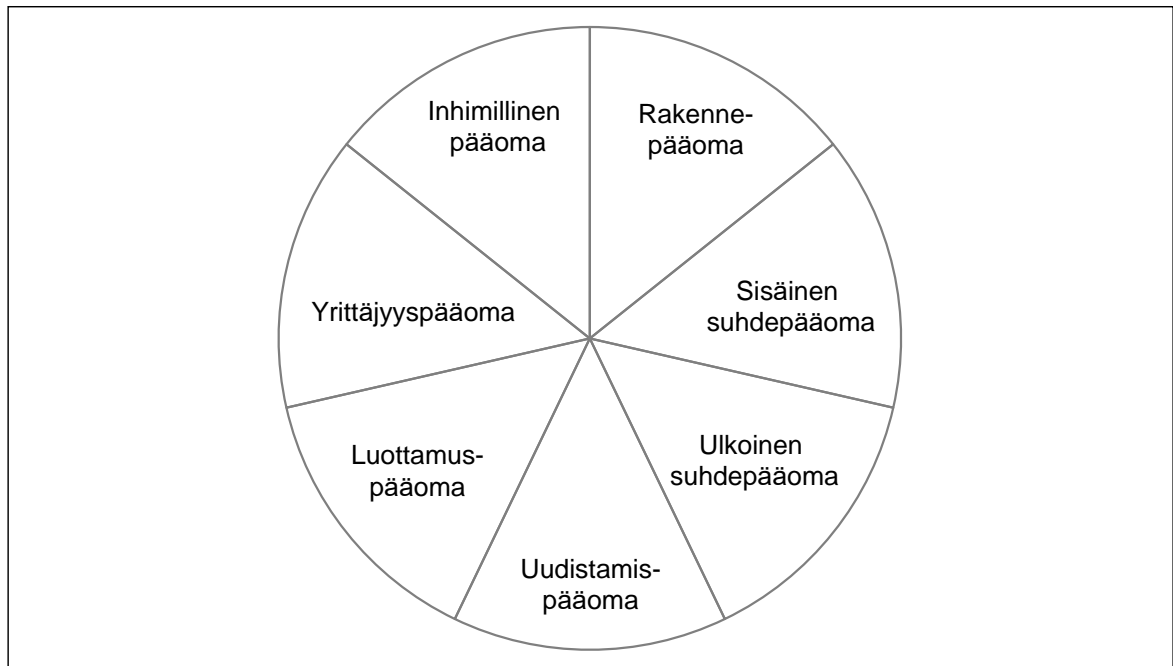 Inhimillinen
pääoma
Rakenne-
pääoma
Sisäinen
suhdepääoma
Ulkoinen
suhdepääoma
Uudistamis-
pääoma
Luottamus-
pääoma
Yrittäjyyspääoma